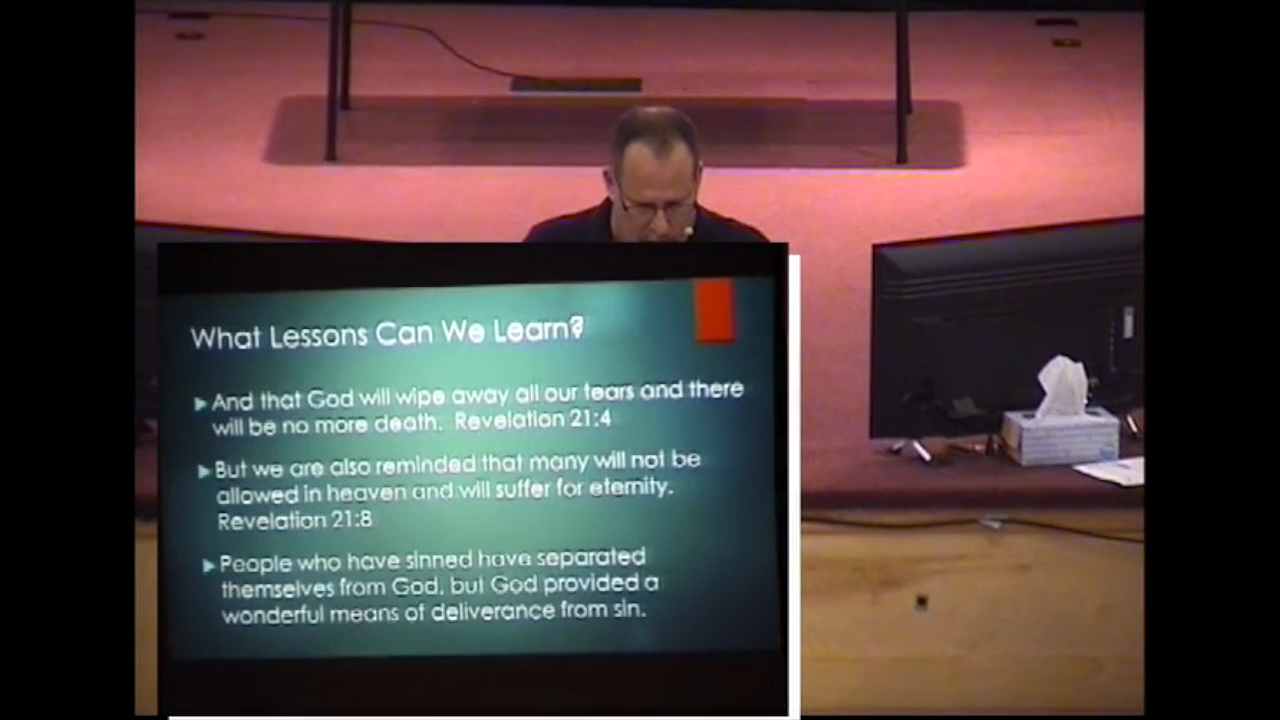 What Lessons Can We Learn?
And that God will wipe away all our tears and there
will be no more death. Revelation 21:4
But we are also reminded that many will not be
allowed in heaven and will suffer for eternity.
Revelation 21:8
People who have sinned have separated
themselves from God, but God provided a
wonderful means of deliverance from sin.